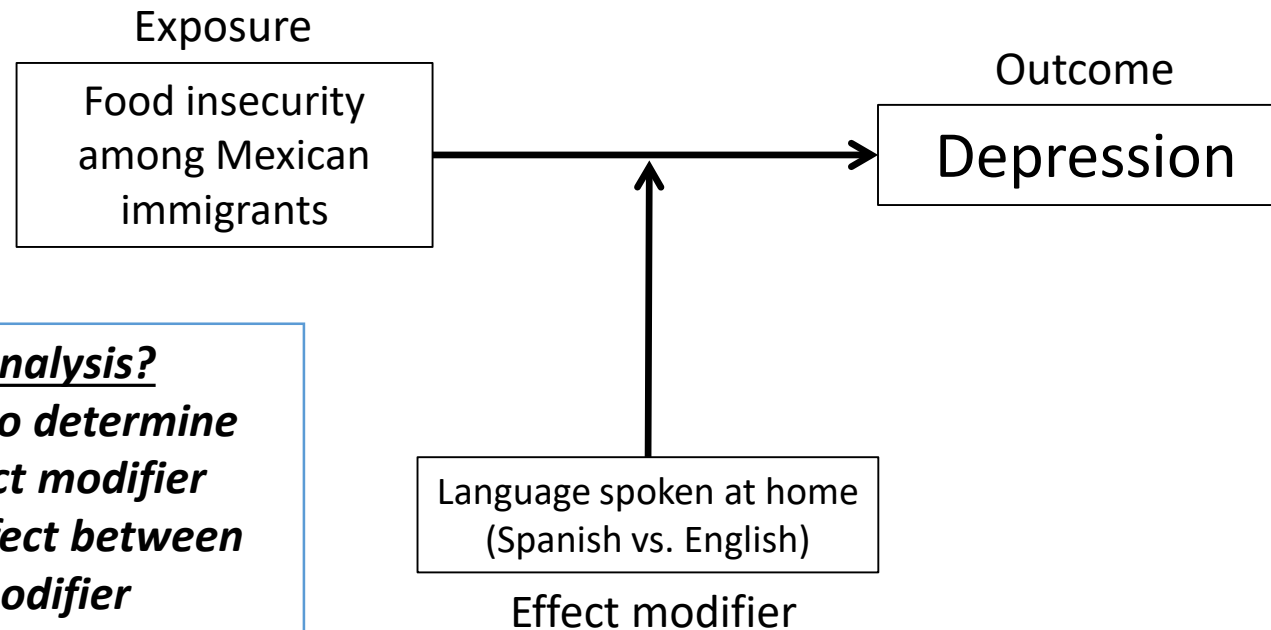 Exposure
Food insecurity
among Mexican
immigrants
Outcome
Depression
nalysis?
o determine
ct modifier
fect between
odifier
Language spoken at home
(Spanish vs. English)
Effect modifier